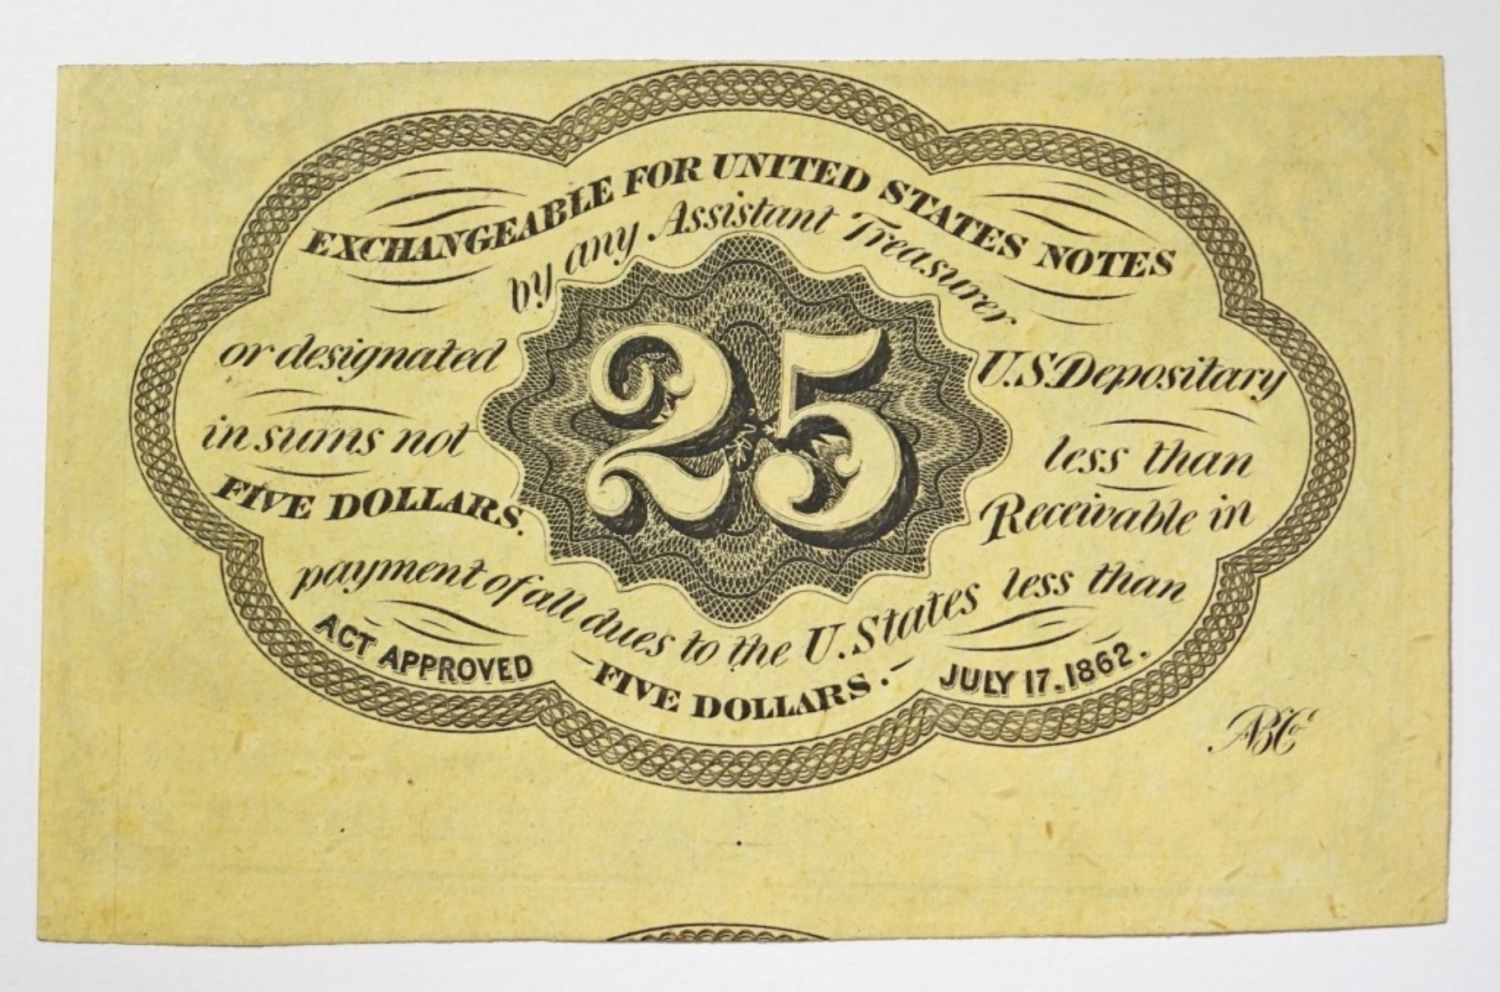 EXCHANGEABLE FOR UNITED STATES NOTES
by any Assistant Treasurer
or designated U.S. Depositary
in sums not less than
FIVE DOLLARS. Receivable in
payment of all dues to the U. States less than
FIVE DOLLARS.
ACT APPROVED JULY 17. 1862.
25
ABCo